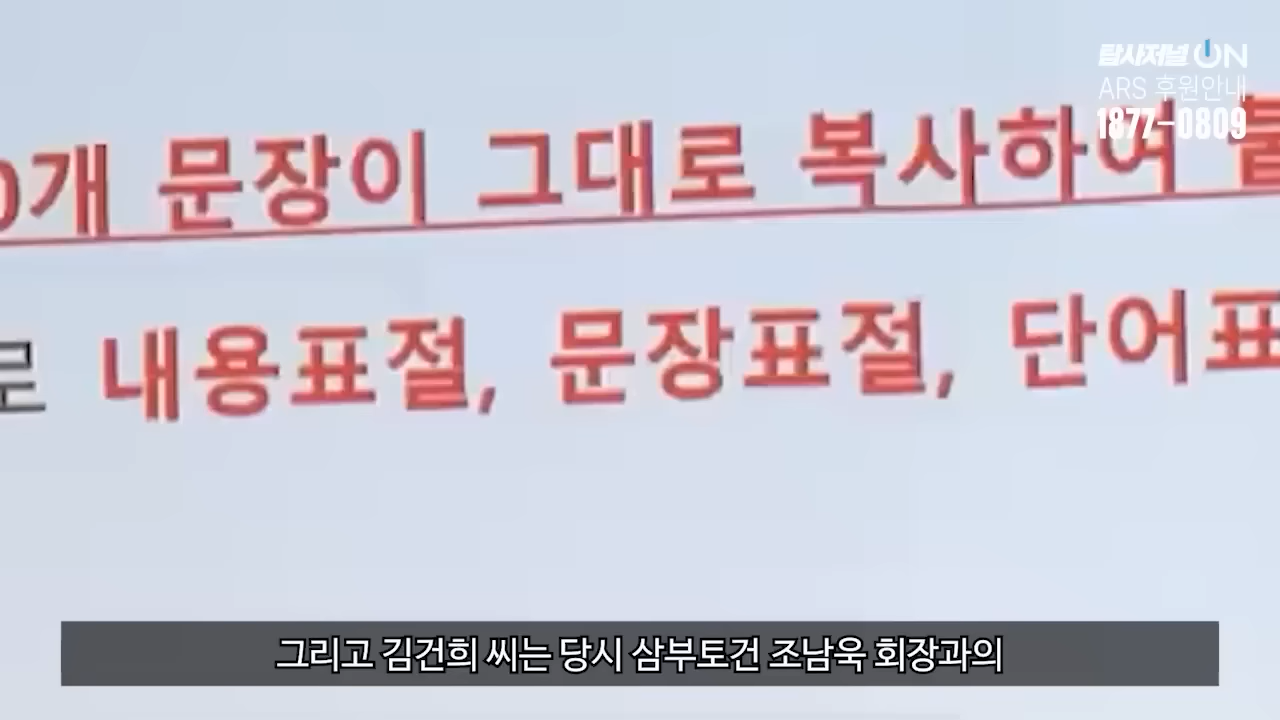 탐사저널 ON
ARS 후원안내
1877-0809
0개 문장이 그대로 복사하여
로 내용표절, 문장표절, 단어표
그리고 김건희 씨는 당시 삼부토건 조남욱 회장과의